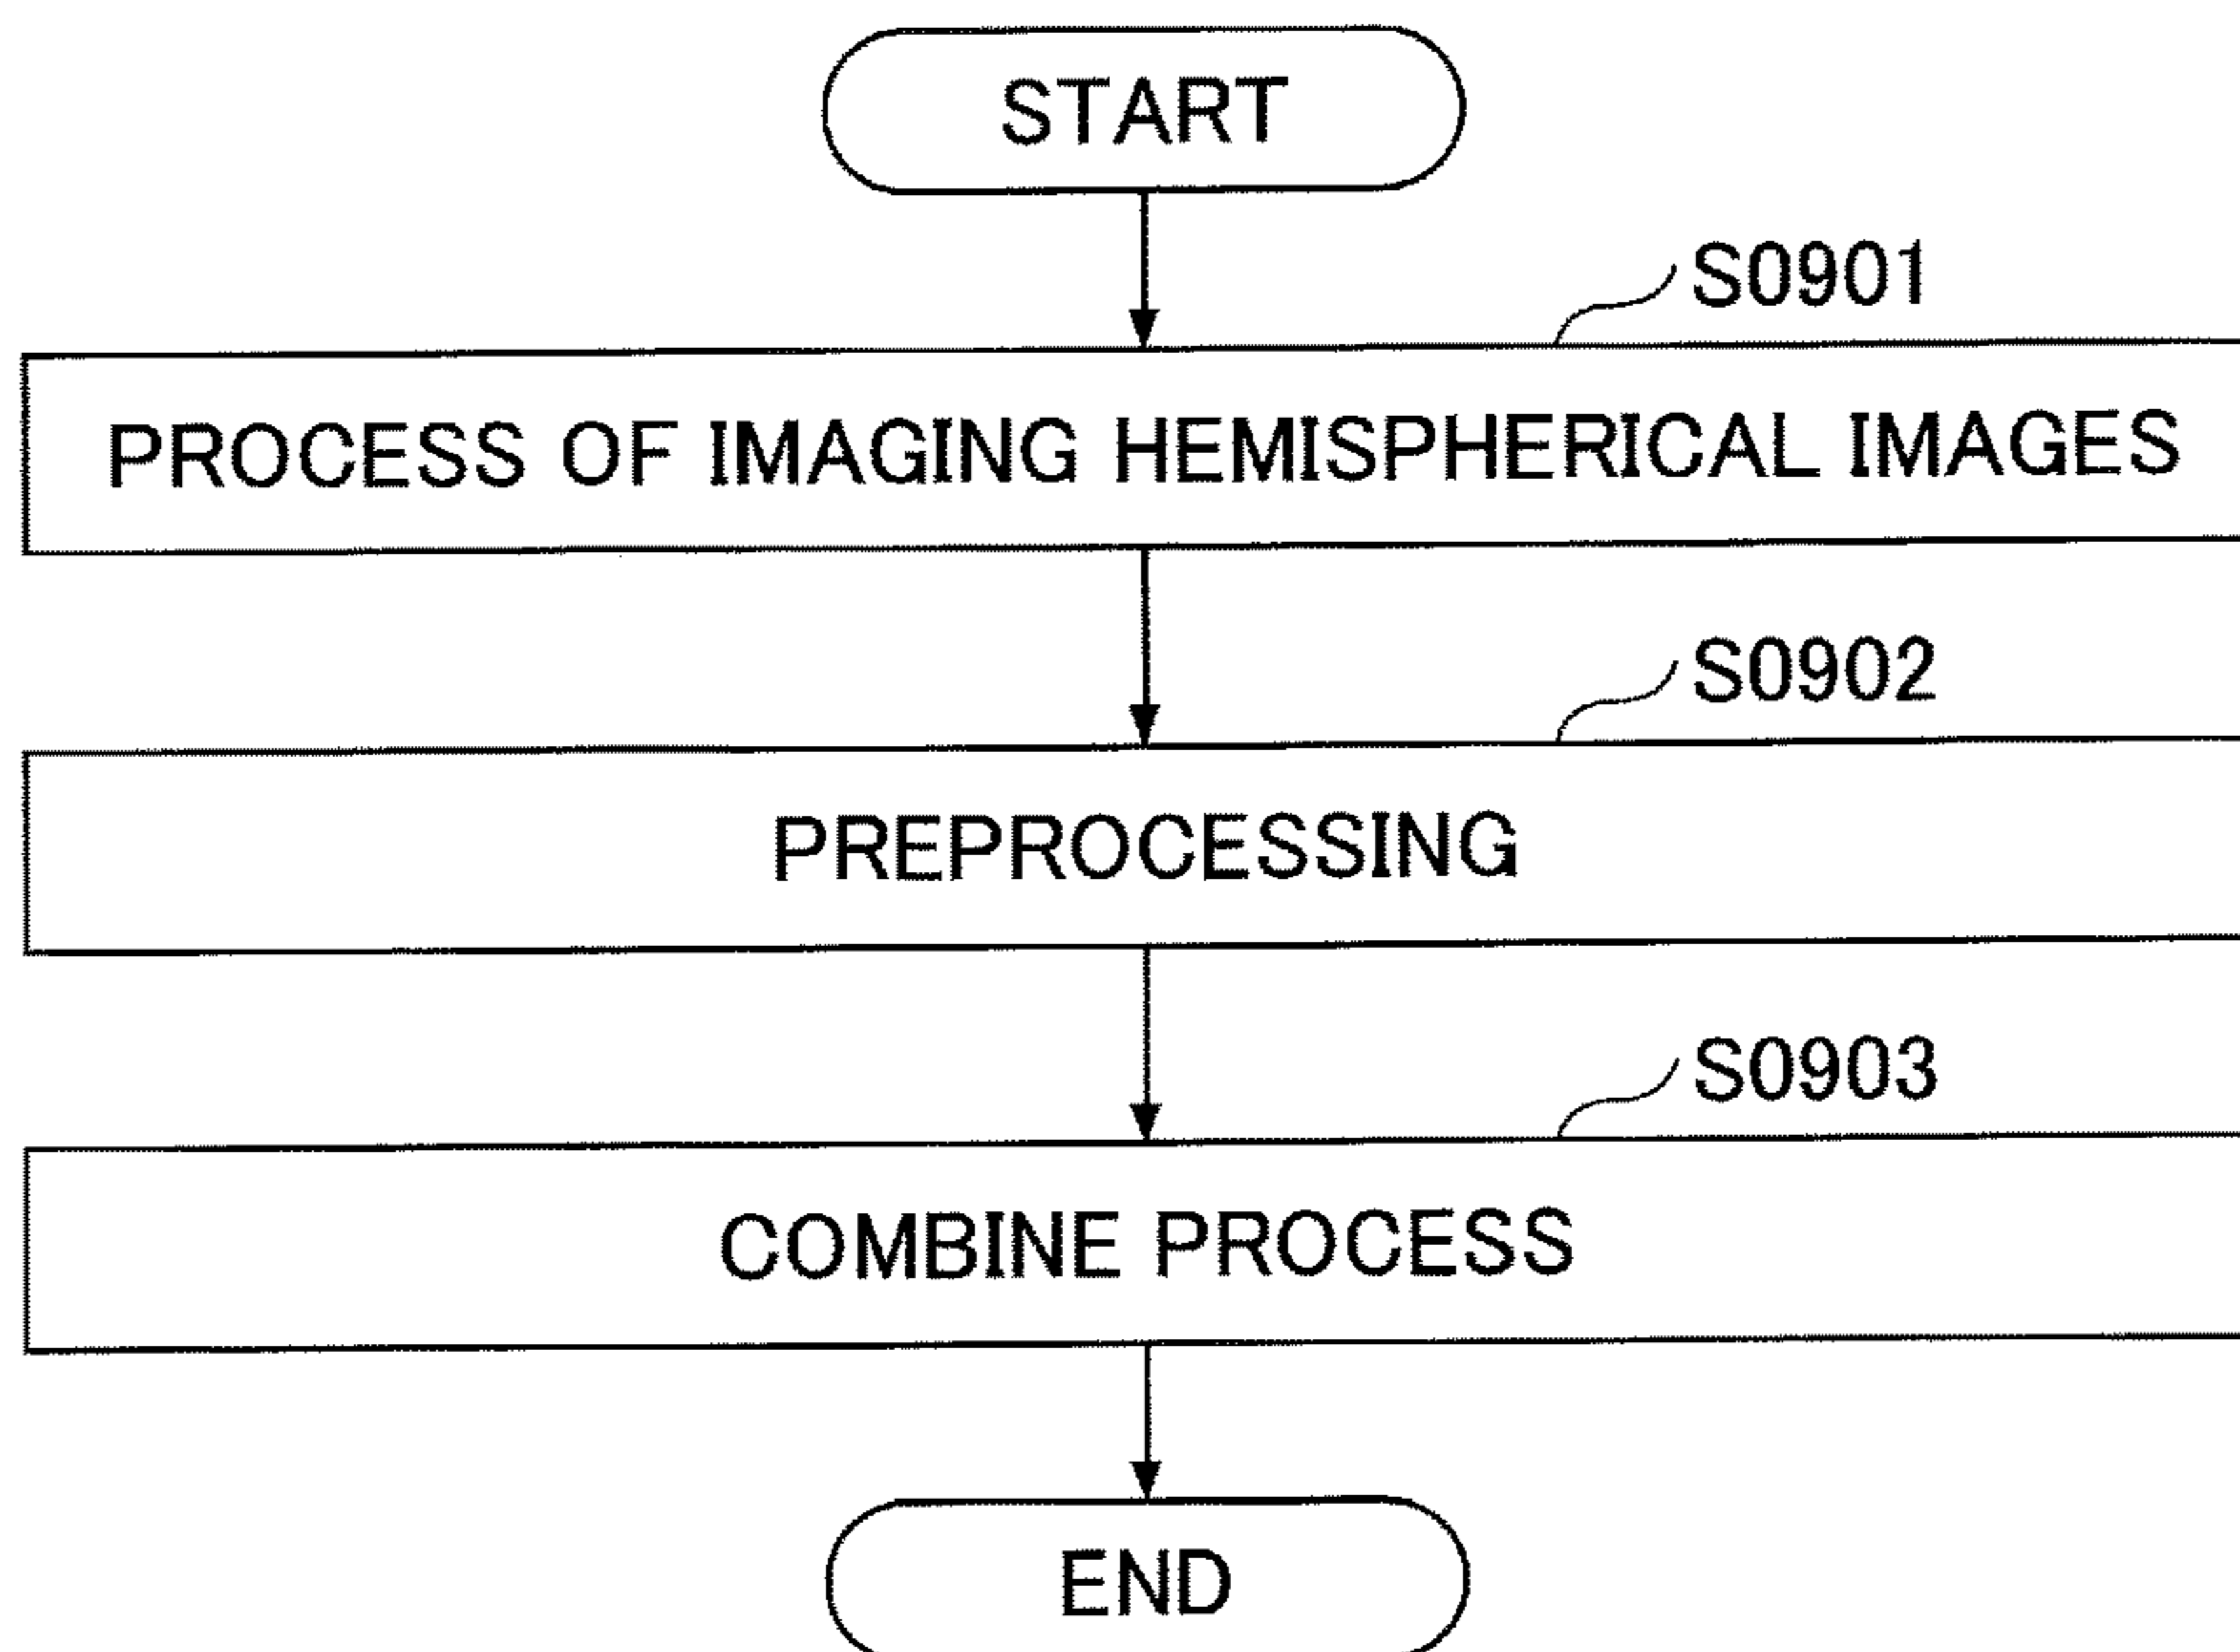 START
S0901
PROCESS OF IMAGING HEMISPHERICAL IMAGES
S0902
PREPROCESSING
S0903
COMBINE PROCESS
END